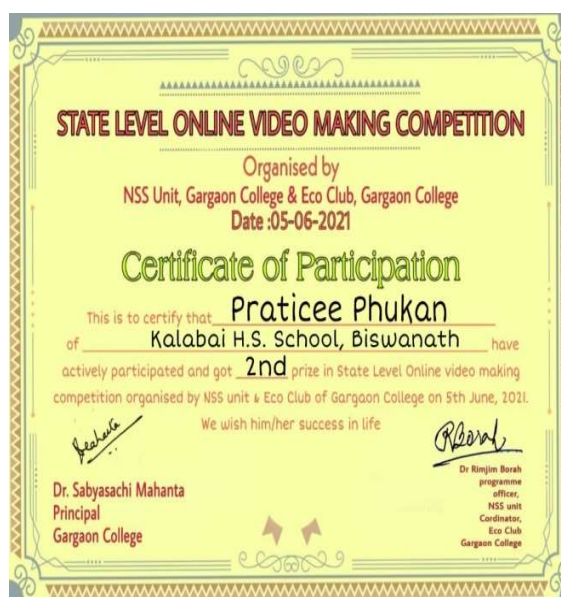 STATE LEVEL ONLINE VIDEO MAKING COMPETITION
Organised by
NSS Unit, Gargaon College & Eco Club, Gargaon College
Date :05-06-2021
Certificate of Participation
This is to certify that Praticee Phukan
of Kalabai H.S. School, Biswanath have
actively participated and got 2nd prize in State Level Online video making
competition organised by NSS unit & Eco Club of Gargaon College on 5th June, 2021.
We wish him/her success in life
RBorah
Dr. Sabyasachi Mahanta
Principal
Gargaon College
Dr Rimjim Borah
programme
officer,
NSS unit
Cordinator,
Eco Club
Gargaon College